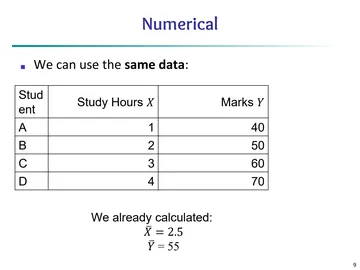 Numerical
■ We can use the same data:
Stud
ent
Study Hours 𝑋 Marks 𝑌
A 1 40
B 2 50
C 3 60
D 4 70
We already calculated:
X̄ = 2.5
Ȳ = 55
9